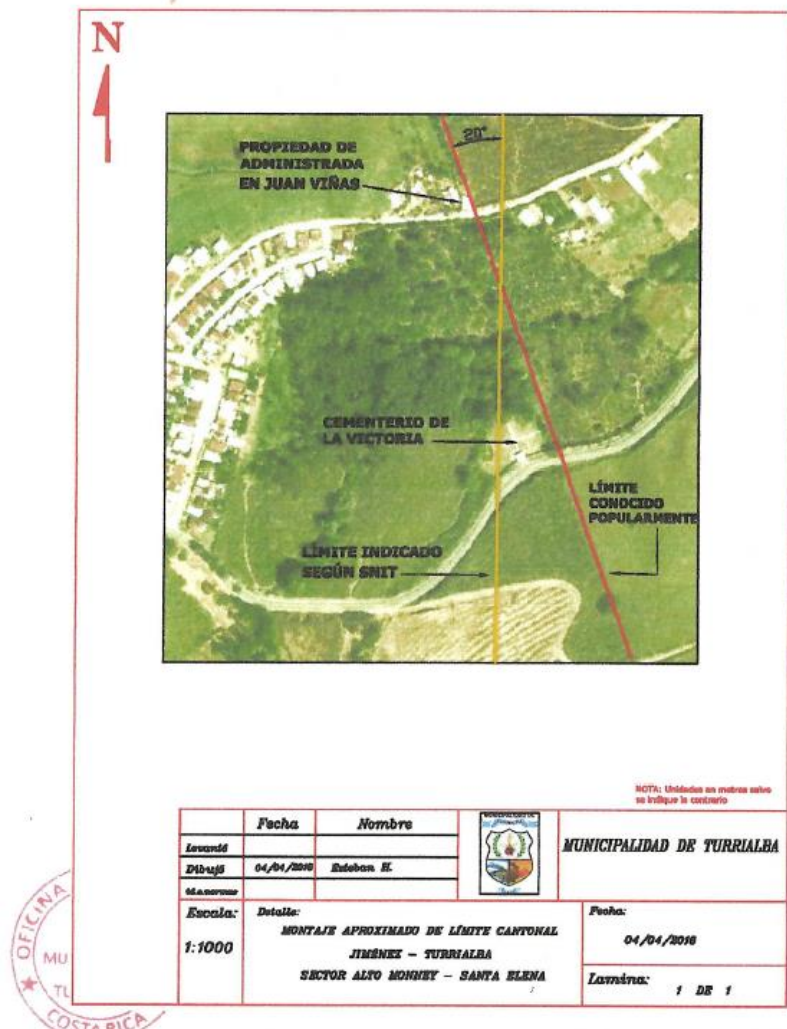 N
20°
PROPIEDAD DE
ADMINISTRADA
EN JUAN VIÑAS
CEMENTERIO DE
LA VICTORIA
LÍMITE
CONOCIDO
POPULARMENTE
LÍMITE INDICADO
SEGÚN SNIT
NOTA: Unidades en metros salvo
se indique lo contrario
Fecha Nombre
Levantó
Dibujó 04/04/2016 Esteban H.
MUNICIPALIDAD DE TURRIALBA
Escala:
1:1000
Detalle:
MONTAJE APROXIMADO DE LÍMITE CANTONAL
JIMÉNEZ - TURRIALBA
SECTOR ALTO MONNEY - SANTA ELENA
Fecha:
04/04/2016
Lamina: 1 DE 1
OFICINA
MU
TU
COSTA RICA